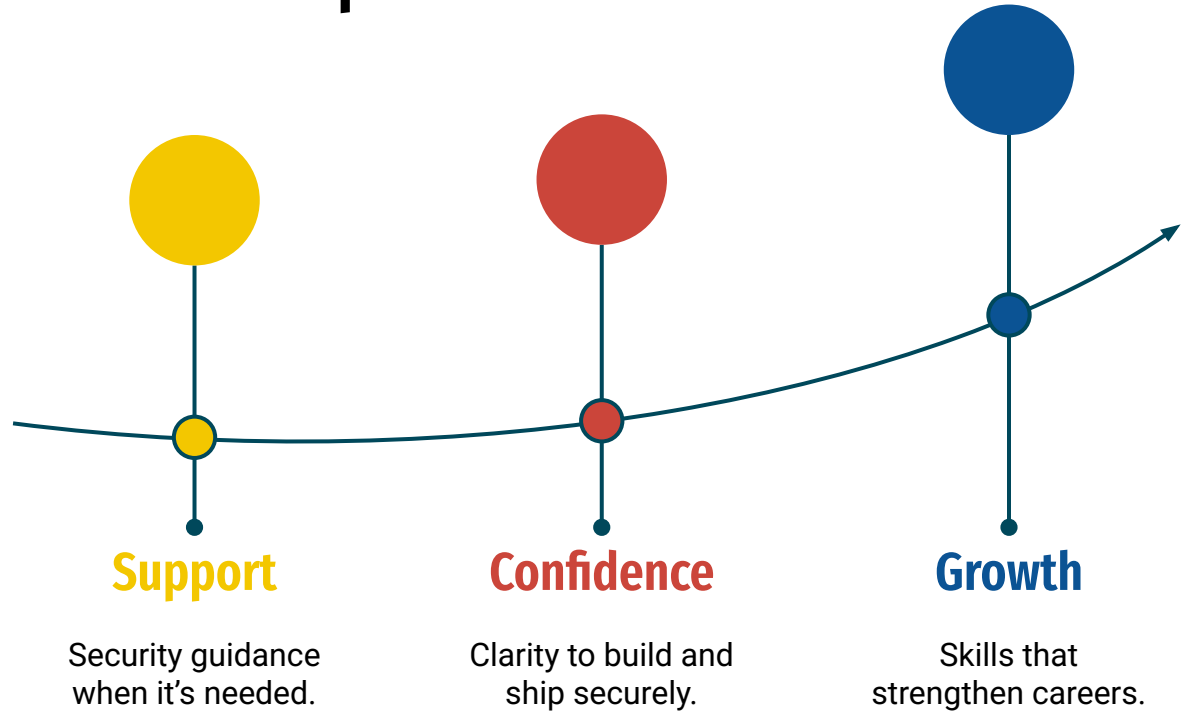 Support
Confidence
Growth
Security guidance
when it's needed.
Clarity to build and
ship securely.
Skills that
strengthen careers.